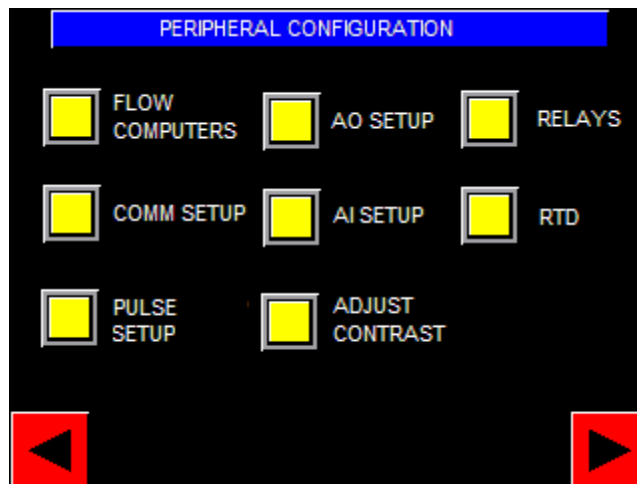 PERIPHERAL CONFIGURATION
FLOW
COMPUTERS
AO SETUP
RELAYS
COMM SETUP
AI SETUP
RTD
PULSE
SETUP
ADJUST
CONTRAST